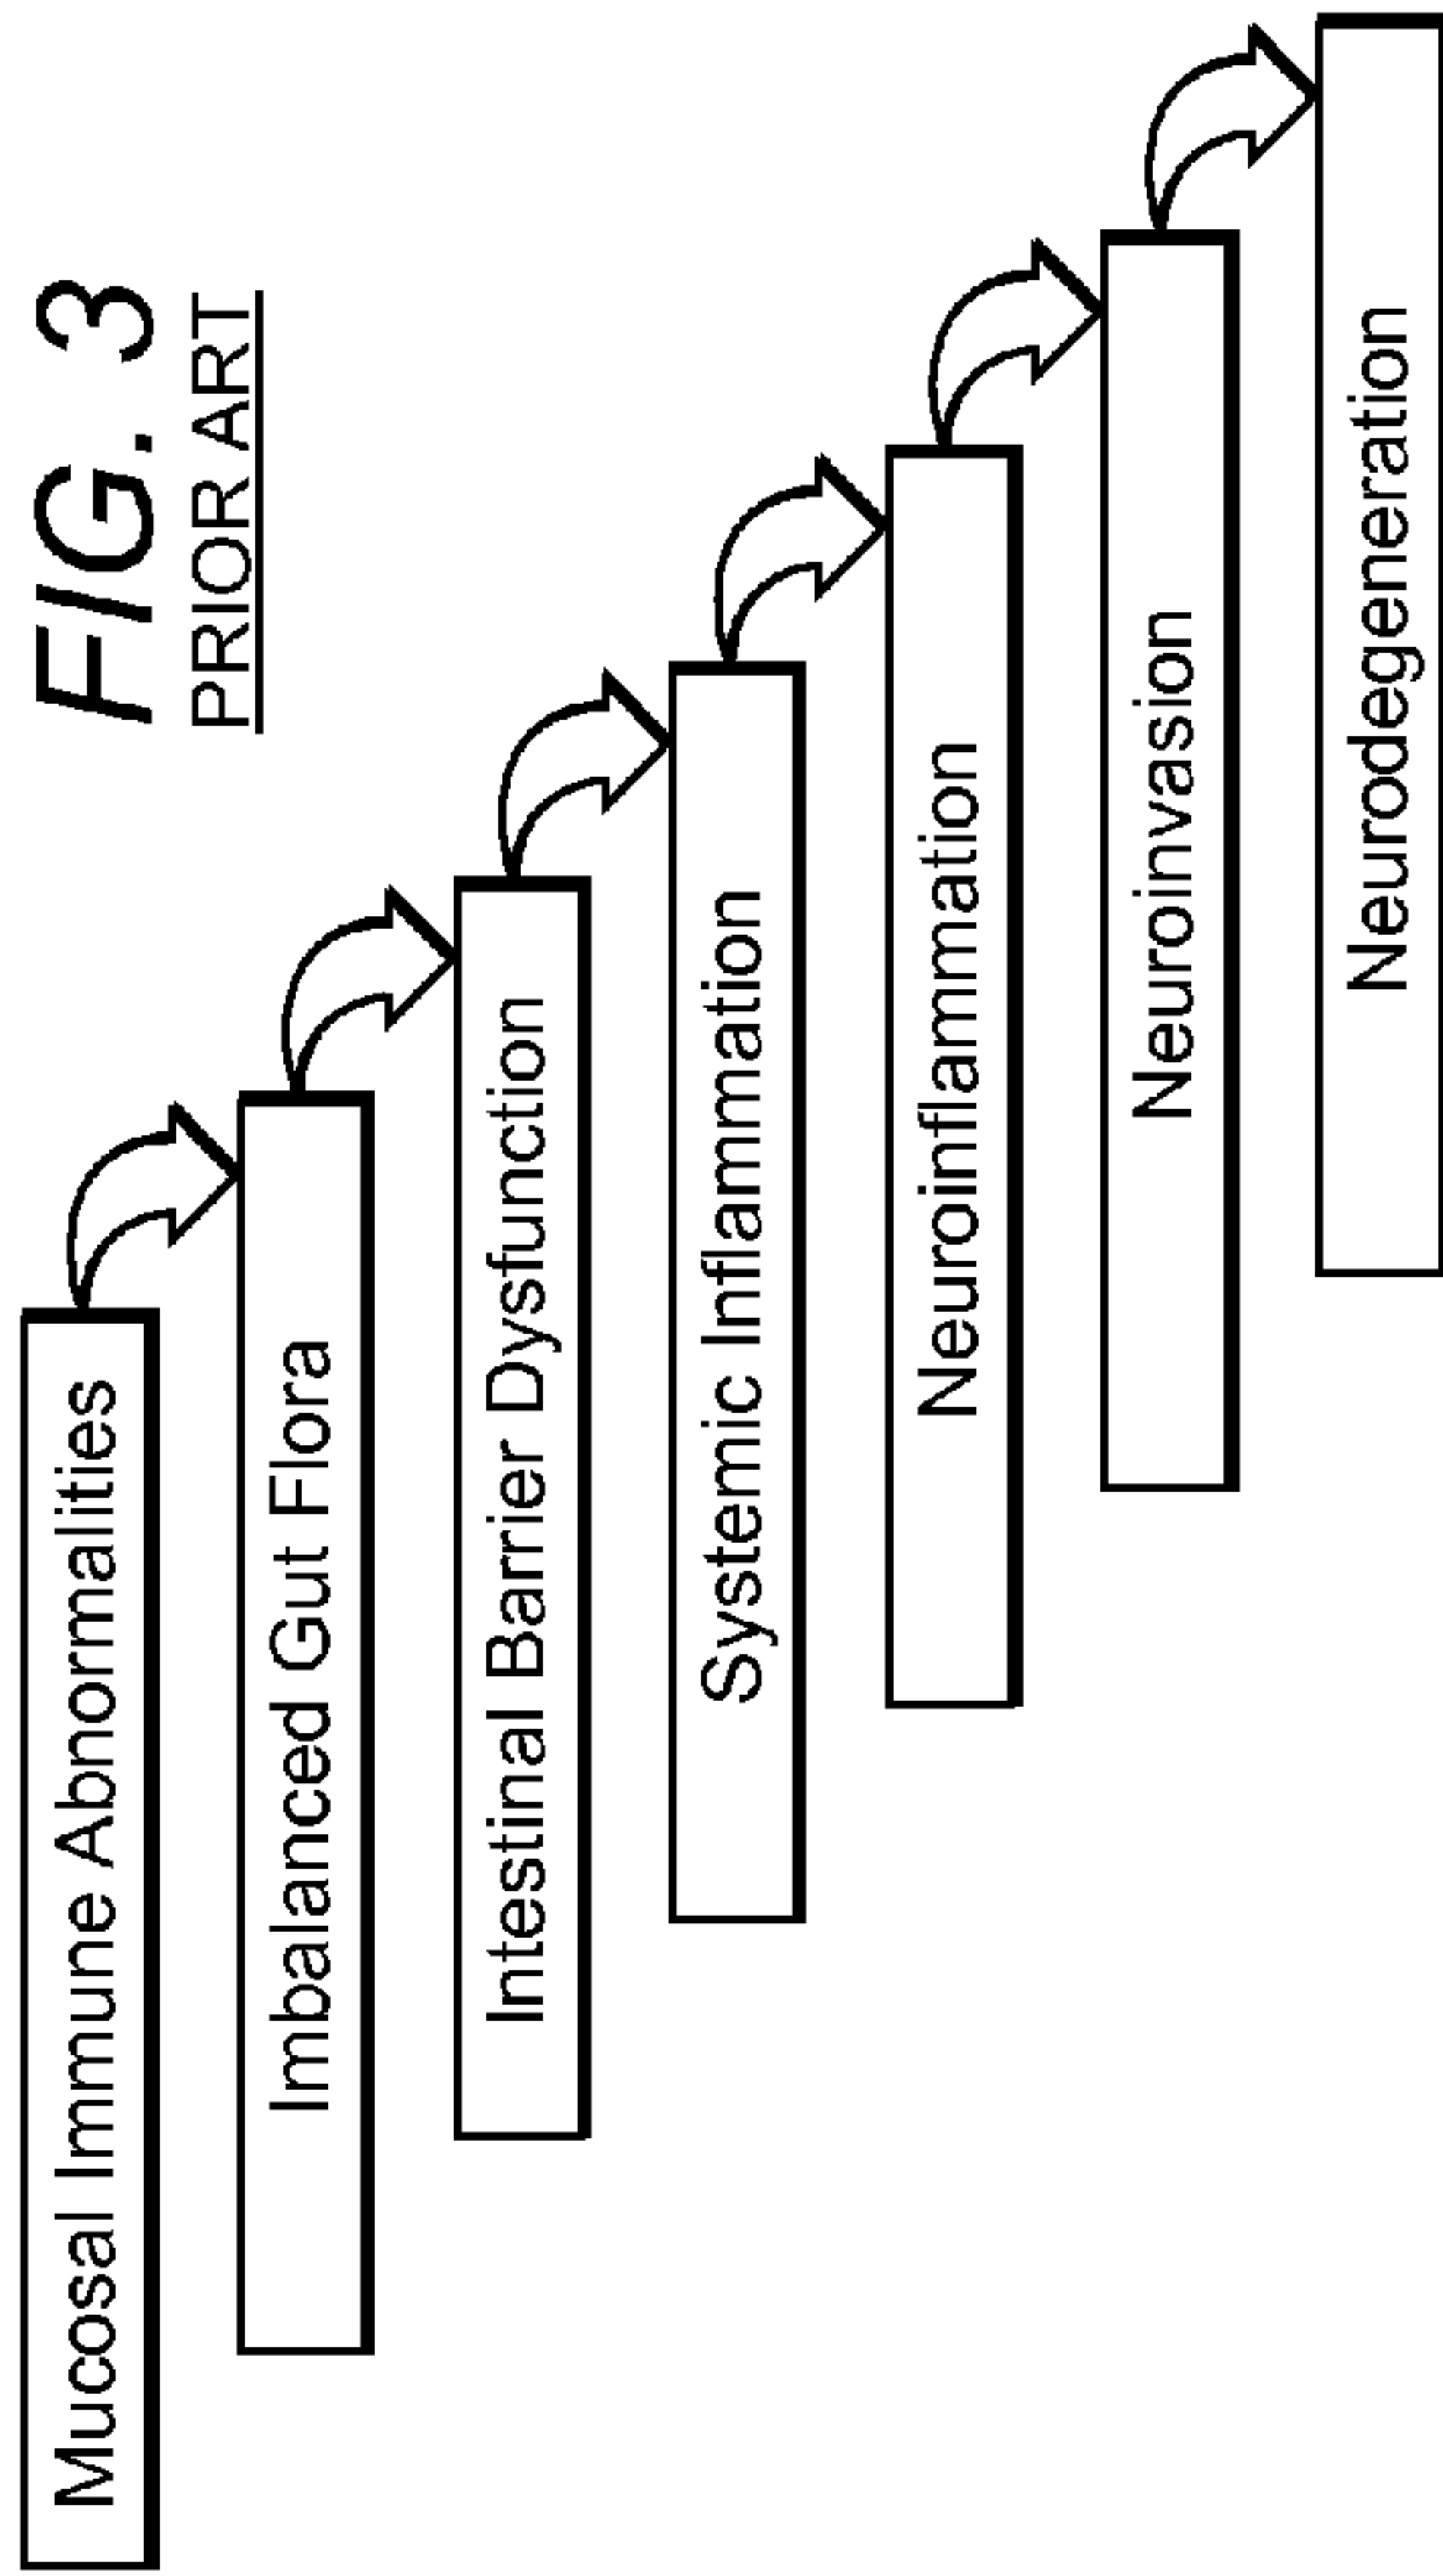 FIG. 3
PRIOR ART
Mucosal Immune Abnormalities
Imbalanced Gut Flora
Intestinal Barrier Dysfunction
Systemic Inflammation
Neuroinflammation
Neuroinvasion
Neurodegeneration